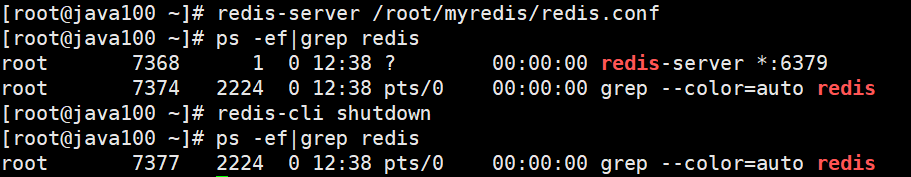 [root@java100 ~]# redis-server /root/myredis/redis.conf
[root@java100 ~]# ps -ef|grep redis
root       7368      1  0 12:38 ?        00:00:00 redis-server *:6379
root       7374   2224  0 12:38 pts/0    00:00:00 grep --color=auto redis
[root@java100 ~]# redis-cli shutdown
[root@java100 ~]# ps -ef|grep redis
root       7377   2224  0 12:38 pts/0    00:00:00 grep --color=auto redis